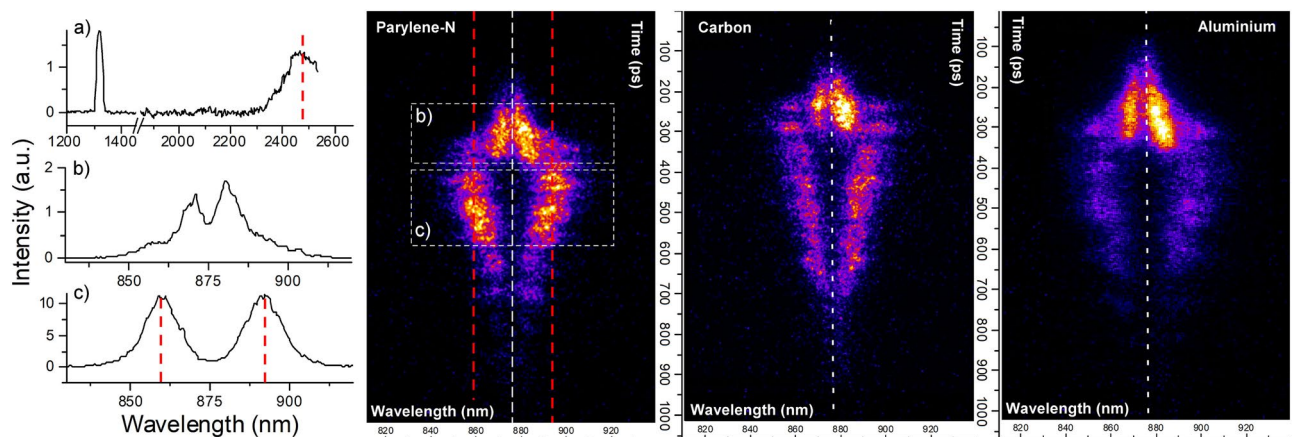 a)
1
0
1200 1400 // 2000 2200 2400 2600
b)
2
1
0
850 875 900
c)
10
5
0
850 875 900
Intensity (a.u.)
Wavelength (nm)
Parylene-N
Time (ps)
b)
c)
Wavelength (nm)
820 840 860 880 900 920 940
100
200
300
400
500
600
700
800
900
1000
Carbon
Time (ps)
Wavelength (nm)
840 860 880 900 920
100
200
300
400
500
600
700
800
900
1000
Aluminium
Time (ps)
Wavelength (nm)
820 840 860 880 900 920